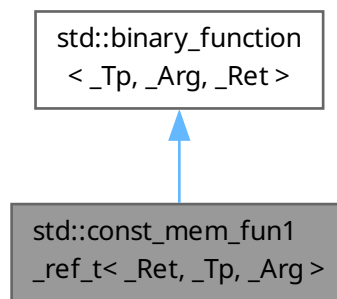 std::binary_function
< _Tp, _Arg, _Ret >
std::const_mem_fun1
_ref_t< _Ret, _Tp, _Arg >